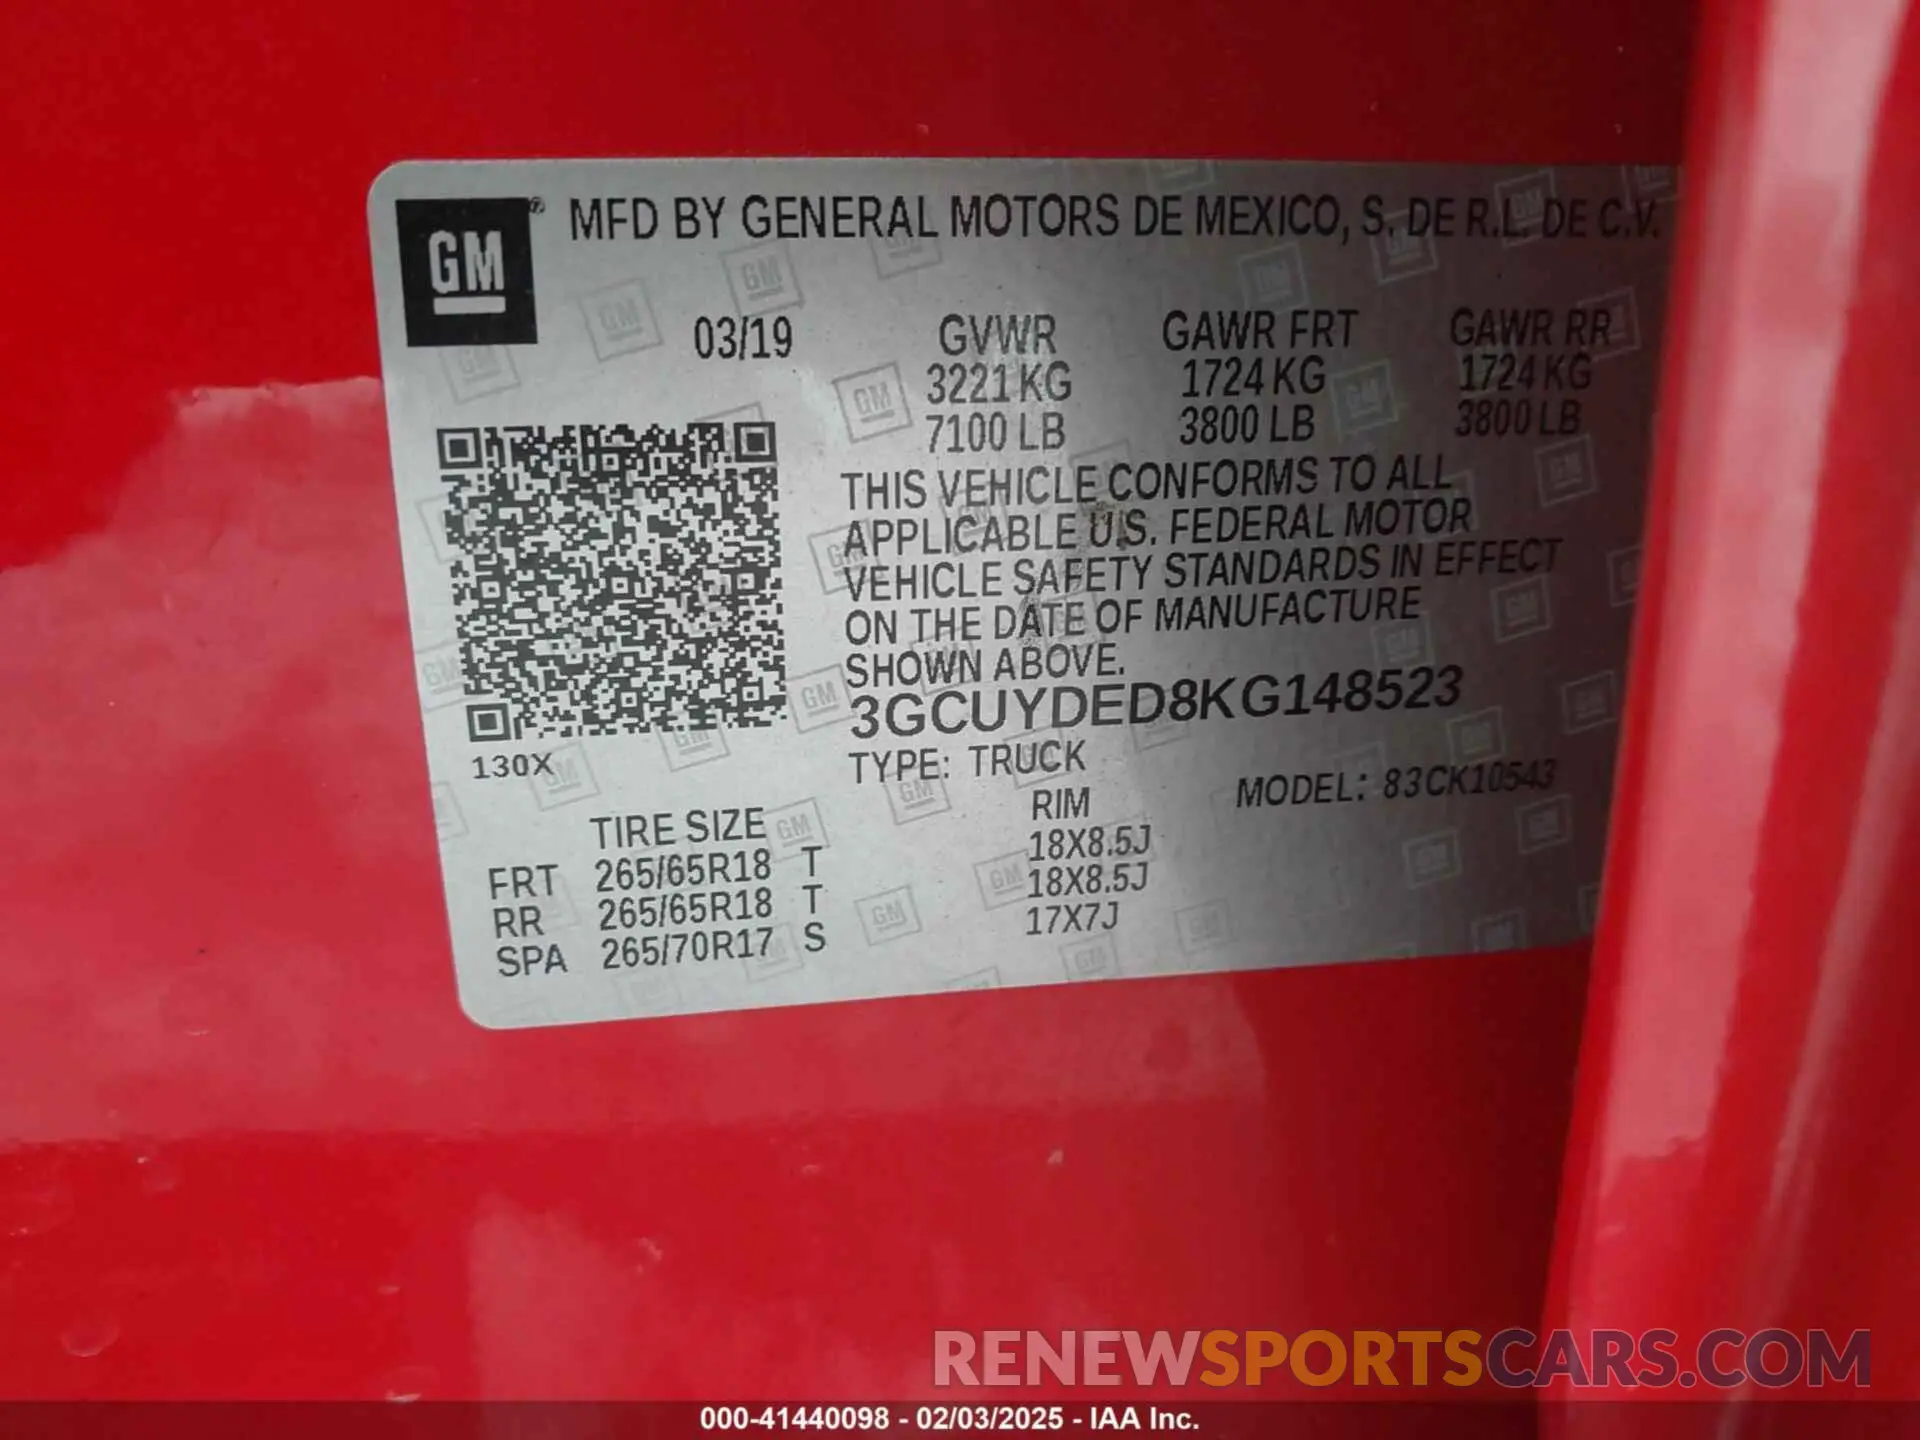 GM ® MFD BY GENERAL MOTORS DE MEXICO, S. DE R.L. DE C.V.
03/19 GVWR GAWR FRT GAWR RR
3221 KG 1724 KG 1724 KG
7100 LB 3800 LB 3800 LB
THIS VEHICLE CONFORMS TO ALL
APPLICABLE U.S. FEDERAL MOTOR
VEHICLE SAFETY STANDARDS IN EFFECT
ON THE DATE OF MANUFACTURE
SHOWN ABOVE.
3GCUYDED8KG148523
130X
TYPE: TRUCK MODEL: 83CK10543
TIRE SIZE RIM
FRT 265/65R18 T 18X8.5J
RR 265/65R18 T 18X8.5J
SPA 265/70R17 S 17X7J
RENEWSPORTSCARS.COM
000-41440098 - 02/03/2025 - IAA Inc.